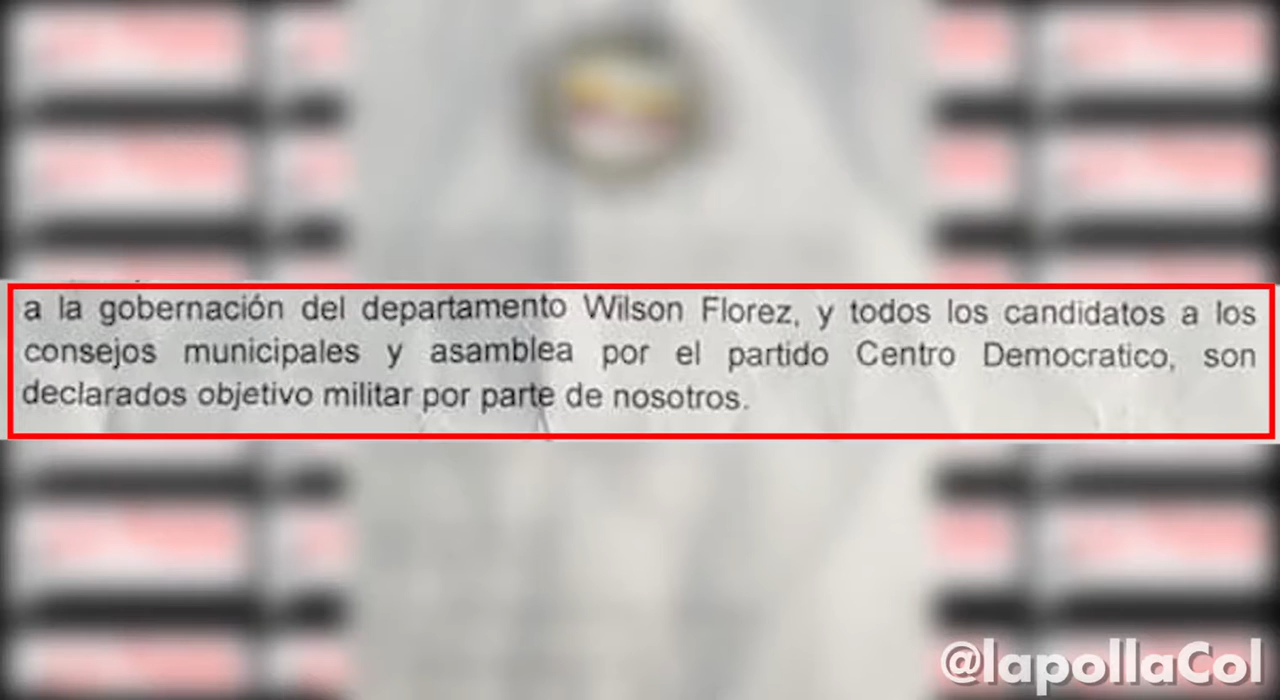 a la gobernación del departamento Wilson Florez, y todos los candidatos a los
consejos municipales y asamblea por el partido Centro Democratico, son
declarados objetivo militar por parte de nosotros.
@lapollaCol